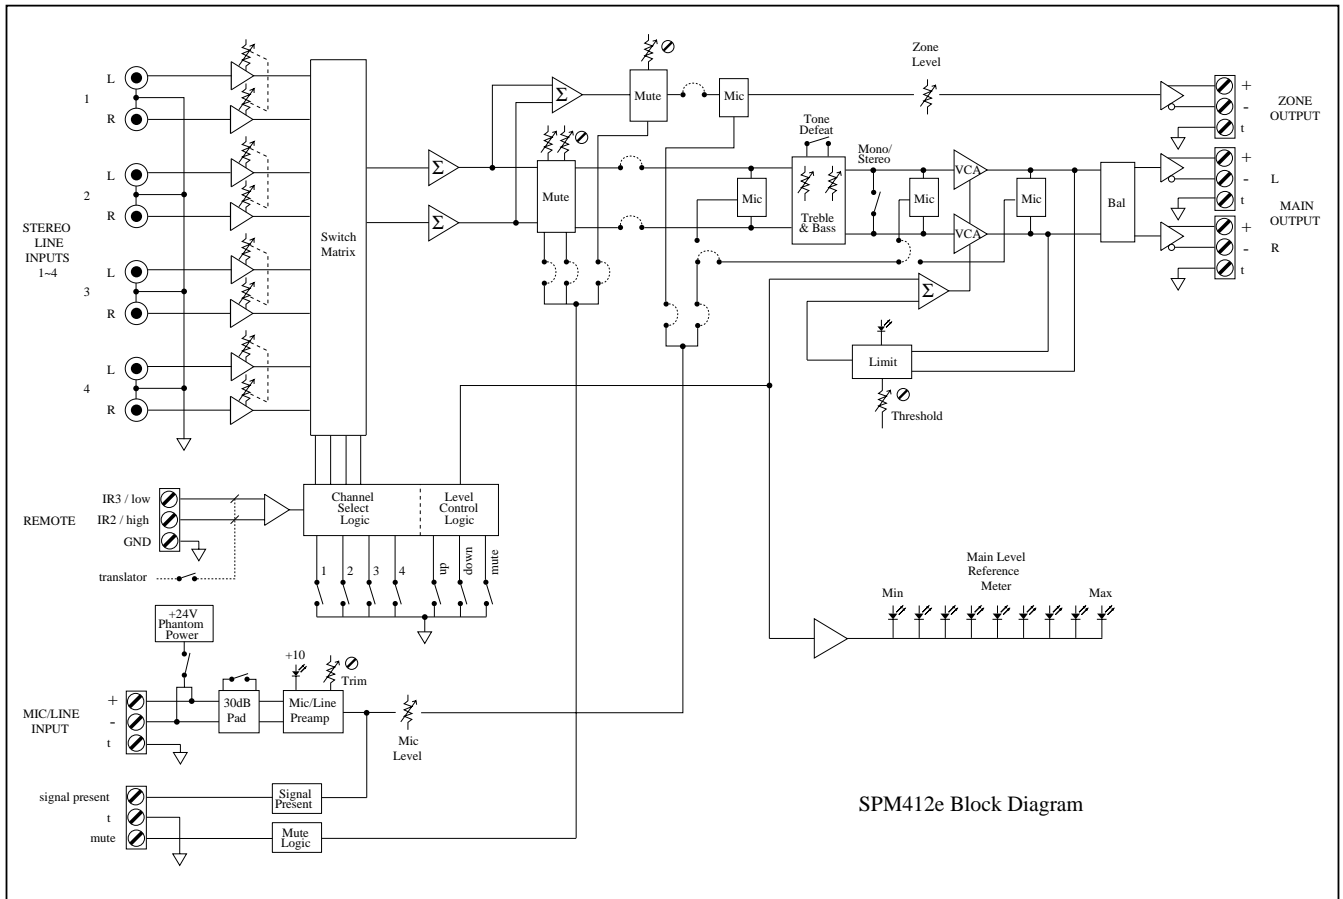 Zone
Level
L
1
R
Mute
Σ
Mic
+
-
t
ZONE
OUTPUT
Tone
Defeat
Mono/
Stereo
L
2
R
Σ
Mute
Mic
Treble
& Bass
Mic
VCA
VCA
Mic
Bal
+
-
t
L
MAIN
OUTPUT
+
-
t
R
STEREO
LINE
INPUTS
1~4
Switch
Matrix
Σ
L
3
R
Σ
Limit
Threshold
L
4
R
REMOTE
IR3 / low
IR2 / high
GND
translator
Channel
Select
Logic
Level
Control
Logic
1
2
3
4
up
down
mute
Main Level
Reference
Meter
Min
Max
+24V
Phantom
Power
MIC/LINE
INPUT
+
-
t
30dB
Pad
+10
Mic/Line
Preamp
Trim
Mic
Level
signal present
t
mute
Signal
Present
Mute
Logic
SPM412e Block Diagram